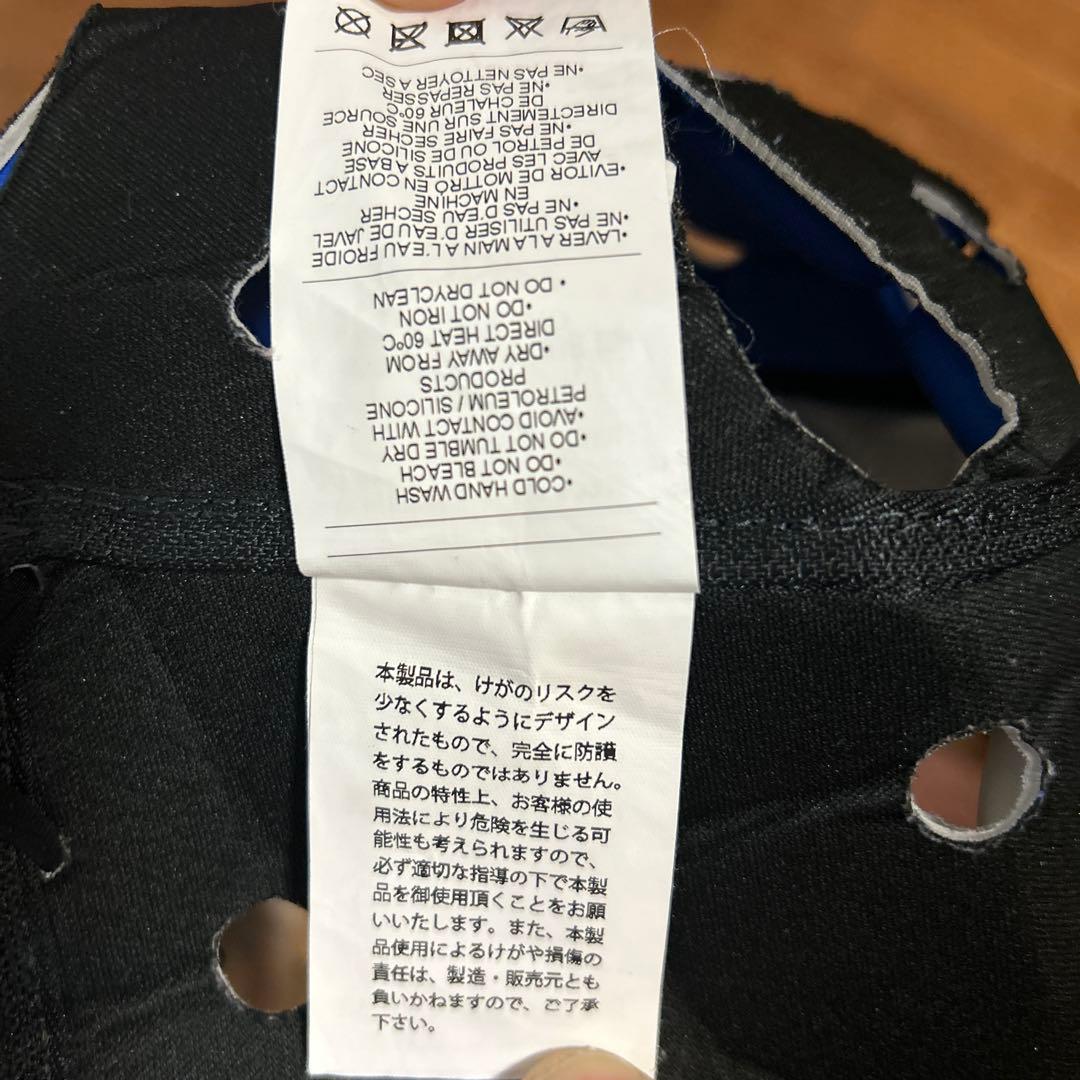 •COLD HAND WASH
•DO NOT BLEACH
•DO NOT TUMBLE DRY
•AVOID CONTACT WITH
PETROLEUM / SILICONE
PRODUCTS
•DRY AWAY FROM
DIRECT HEAT 60ºC
•DO NOT IRON
• DO NOT DRYCLEAN
•LAVER A LA MAIN A L'EAU FROIDE
•NE PAS UTILISER D'EAU DE JAVEL
•NE PAS D'EAU SECHER
EN MACHINE
•EVITOR DE MOTTRO EN CONTACT
AVEC LES PRODUITS A BASE
DE PETROL OU DE SILICONE
•NE PAS FAIRE SECHER
DIRECTEMENT SUR UNE SOURCE
DE CHALEUR 60ºC
•NE PAS REPASSER
•NE PAS NETTOYER A SEC
本製品は、けがのリスクを
少なくするようにデザイン
されたもので、完全に防護
をするものではありません。
商品の特性上、お客様の使
用法により危険を生じる可
能性も考えられますので、
必ず適切な指導の下で本製
品を御使用頂くことをお願
いいたします。また、本製
品使用によるけがや損傷の
責任は、製造・販売元とも
負いかねますので、ご了承
下さい。